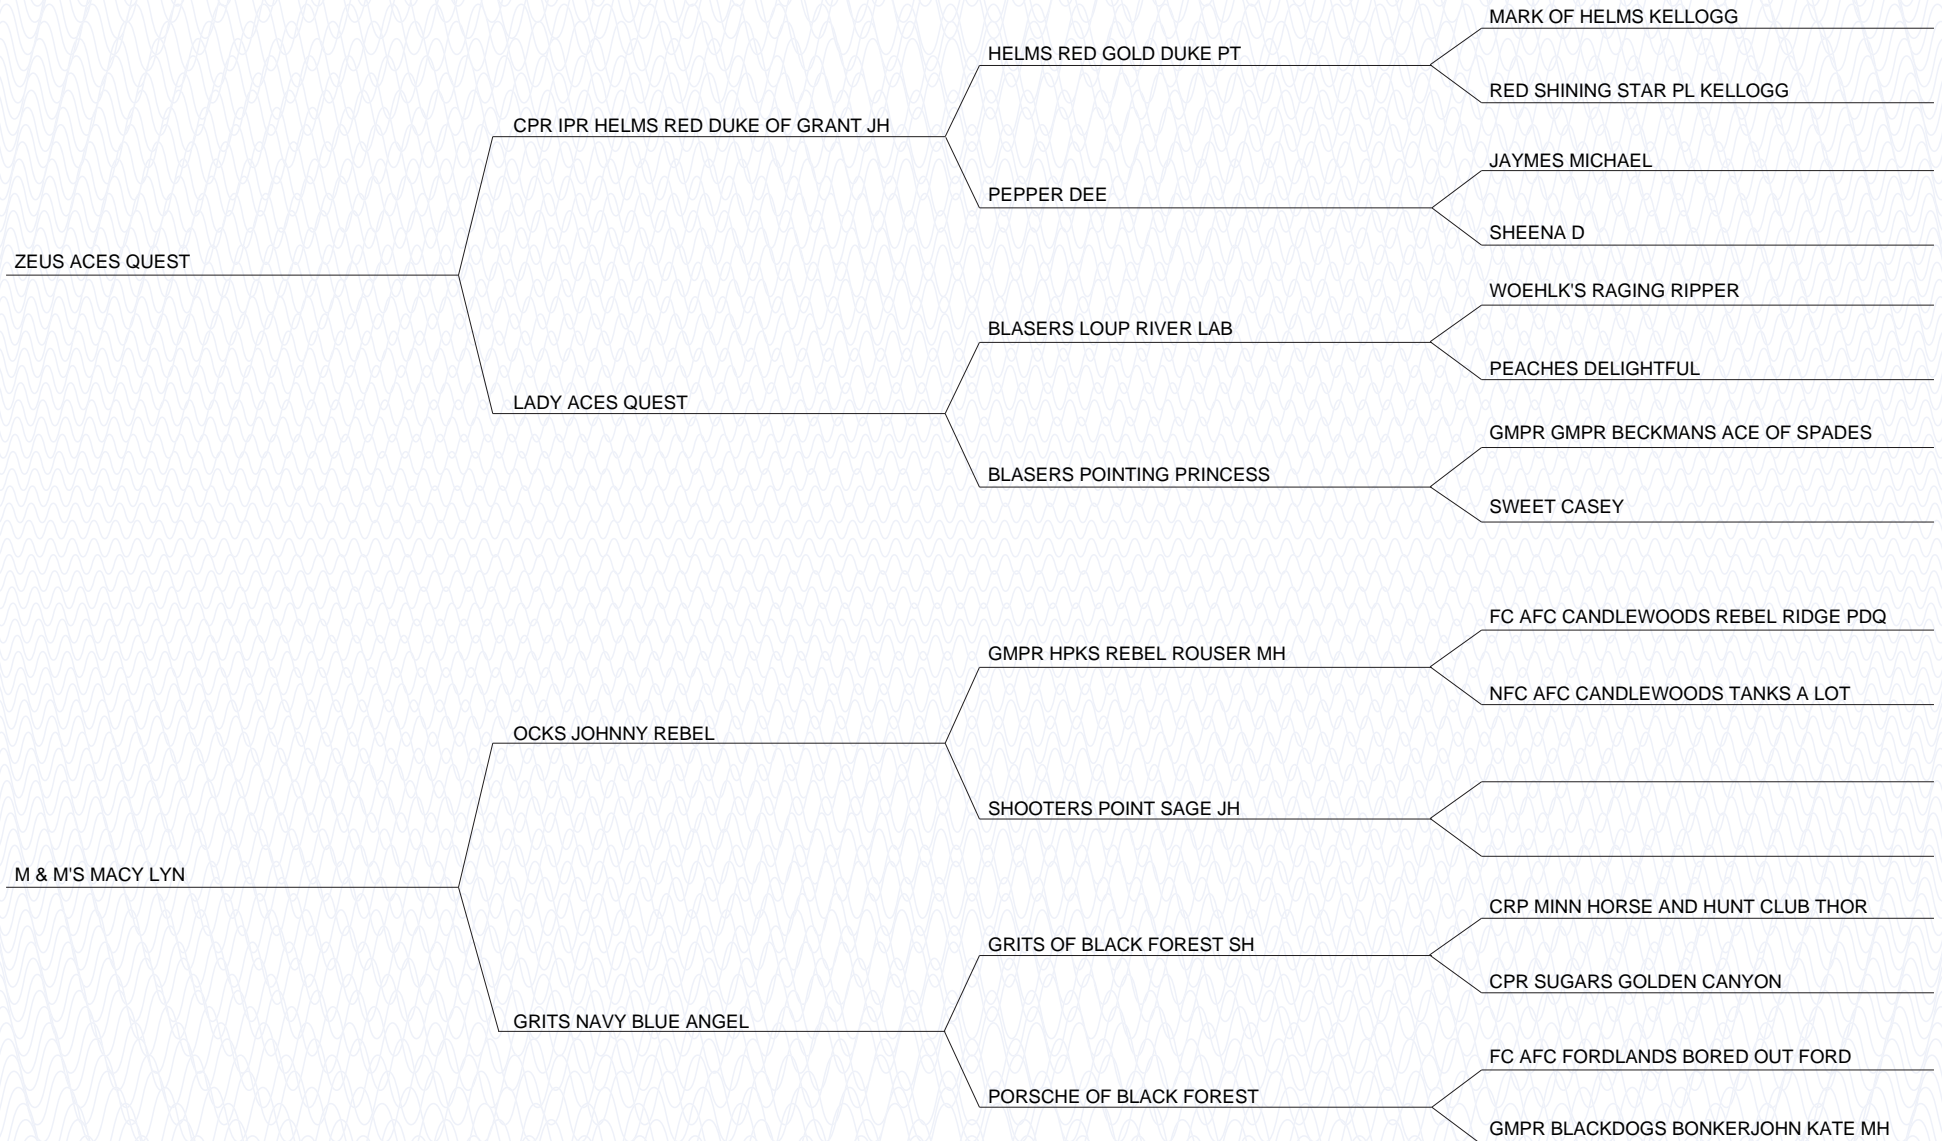 MARK OF HELMS KELLOGG
HELMS RED GOLD DUKE PT
RED SHINING STAR PL KELLOGG
CPR IPR HELMS RED DUKE OF GRANT JH
JAYMES MICHAEL
PEPPER DEE
SHEENA D
ZEUS ACES QUEST
WOEHLK'S RAGING RIPPER
BLASERS LOUP RIVER LAB
PEACHES DELIGHTFUL
LADY ACES QUEST
GMPR GMPR BECKMANS ACE OF SPADES
BLASERS POINTING PRINCESS
SWEET CASEY
FC AFC CANDLEWOODS REBEL RIDGE PDQ
GMPR HPKS REBEL ROUSER MH
NFC AFC CANDLEWOODS TANKS A LOT
OCKS JOHNNY REBEL
SHOOTERS POINT SAGE JH
M & M'S MACY LYN
CRP MINN HORSE AND HUNT CLUB THOR
GRITS OF BLACK FOREST SH
CPR SUGARS GOLDEN CANYON
GRITS NAVY BLUE ANGEL
FC AFC FORDLANDS BORED OUT FORD
PORSCHE OF BLACK FOREST
GMPR BLACKDOGS BONKERJOHN KATE MH